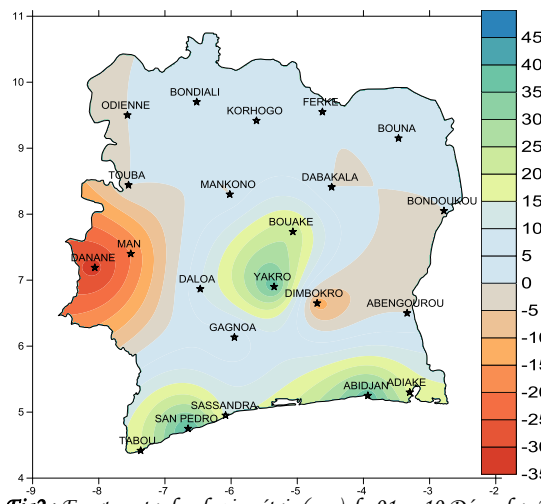 11
10
9
8
7
6
5
4
-9
-8
-7
-6
-5
-4
-3
-2
ODIENNE
BONDIALI
KORHOGO
FERKE
BOUNA
TOUBA
MANKONO
DABAKALA
BONDOUKOU
BOUAKE
MAN
DANANE
DALOA
YAKRO
DIMBOKRO
ABENGOUROU
GAGNOA
ABIDJAN
ADIAKE
SASSANDRA
SAN PEDRO
TABOU
45
40
35
30
25
20
15
10
5
0
-5
-10
-15
-20
-25
-30
-35